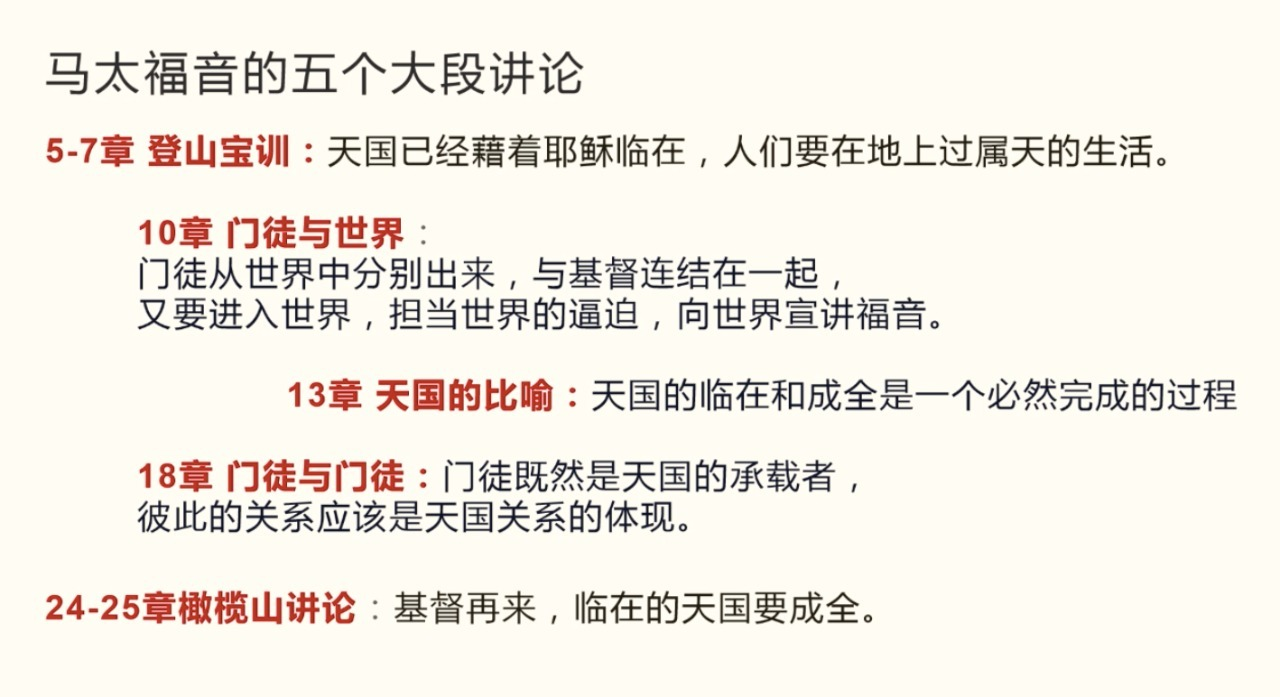 马太福音的五个大段讲论
5-7章 登山宝训：天国已经藉着耶稣临在，人们要在地上过属天的生活。
10章 门徒与世界：
门徒从世界中分别出来，与基督连结在一起，
又要进入世界，担当世界的逼迫，向世界宣讲福音。
13章 天国的比喻：天国的临在和成全是一个必然完成的过程
18章 门徒与门徒：门徒既然是天国的承载者，
彼此的关系应该是天国关系的体现。
24-25章橄榄山讲论：基督再来，临在的天国要成全。